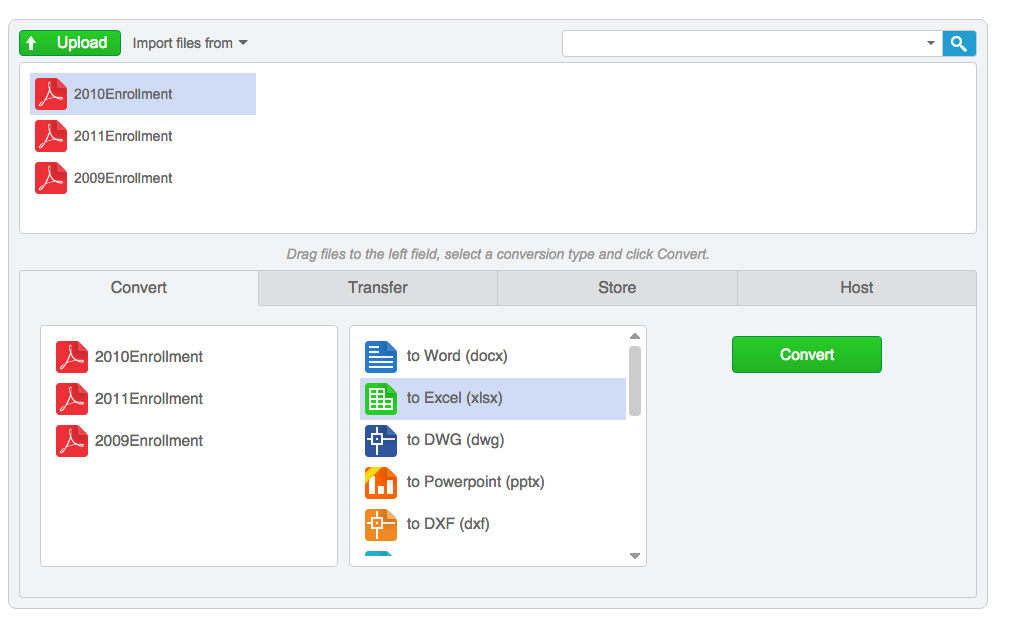 Upload Import files from
2010Enrollment
2011Enrollment
2009Enrollment
Drag files to the left field, select a conversion type and click Convert.
Convert Transfer Store Host
2010Enrollment
2011Enrollment
2009Enrollment
to Word (docx)
to Excel (xlsx)
to DWG (dwg)
to Powerpoint (pptx)
to DXF (dxf)
Convert